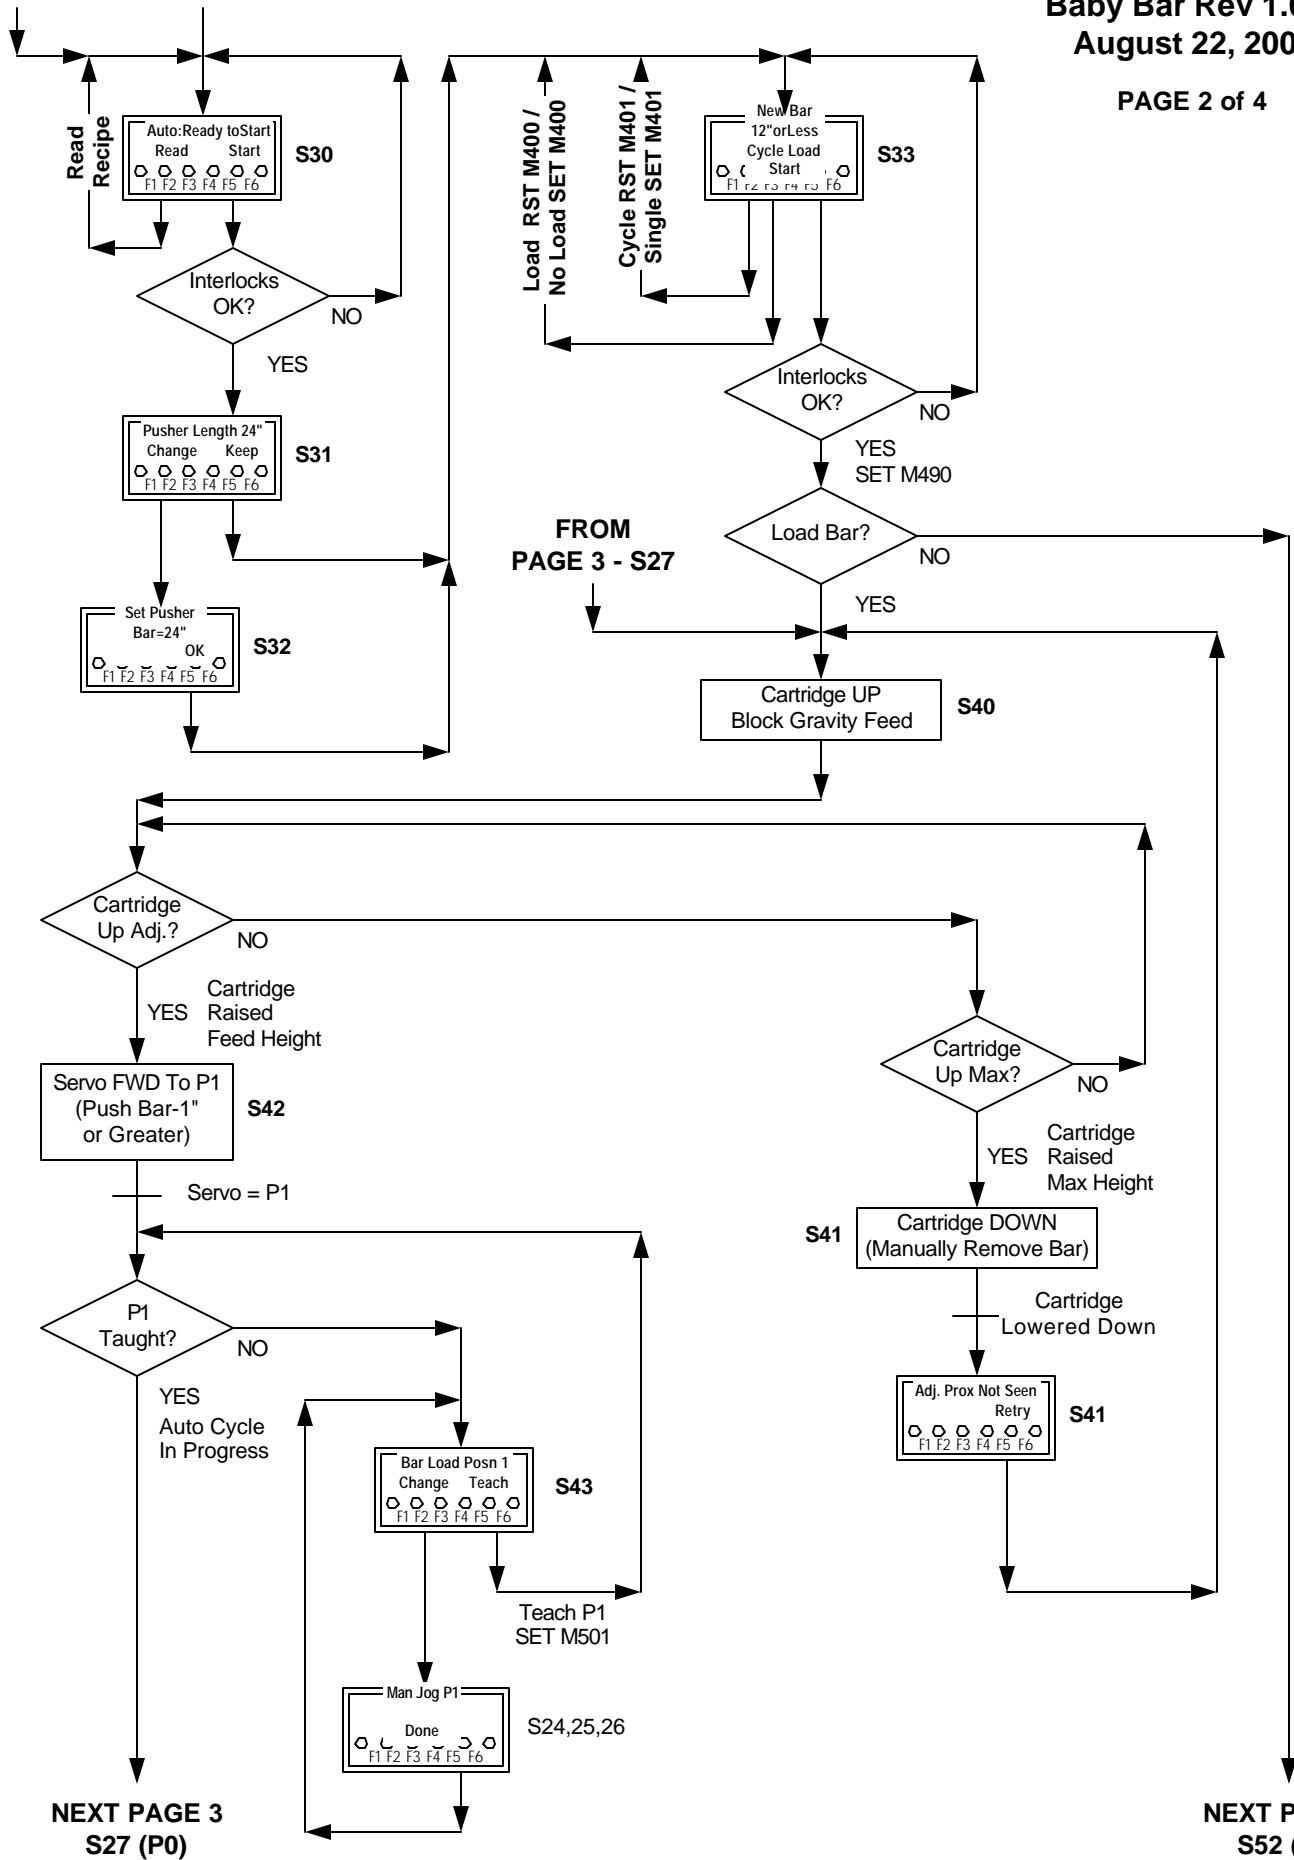 Baby Bar Rev 1.
August 22, 200
PAGE 2 of 4
Read
Recipe
Auto:Ready toStart
Read Start
F1 F2 F3 F4 F5 F6
S30
Interlocks
OK?
NO
YES
Pusher Length 24"
Change Keep
F1 F2 F3 F4 F5 F6
S31
Set Pusher
Bar=24"
OK
F1 F2 F3 F4 F5 F6
S32
Load RST M400 /
No Load SET M400
Cycle RST M401 /
Single SET M401
New Bar
12"orLess
Cycle Load
Start
F1 F2 F3 F4 F5 F6
S33
Interlocks
OK?
NO
YES
SET M490
Load Bar?
NO
YES
FROM
PAGE 3 - S27
Cartridge UP
Block Gravity Feed
S40
Cartridge
Up Adj.?
NO
YES
Cartridge
Raised
Feed Height
Servo FWD To P1
(Push Bar-1"
or Greater)
S42
Servo = P1
P1
Taught?
NO
YES
Auto Cycle
In Progress
Bar Load Posn 1
Change Teach
F1 F2 F3 F4 F5 F6
S43
Teach P1
SET M501
Man Jog P1
Done
F1 F2 F3 F4 F5 F6
S24,25,26
NEXT PAGE 3
S27 (P0)
Cartridge
Up Max?
NO
YES
Cartridge
Raised
Max Height
S41
Cartridge DOWN
(Manually Remove Bar)
Cartridge
Lowered Down
Adj. Prox Not Seen
Retry
F1 F2 F3 F4 F5 F6
S41
NEXT P
S52 (